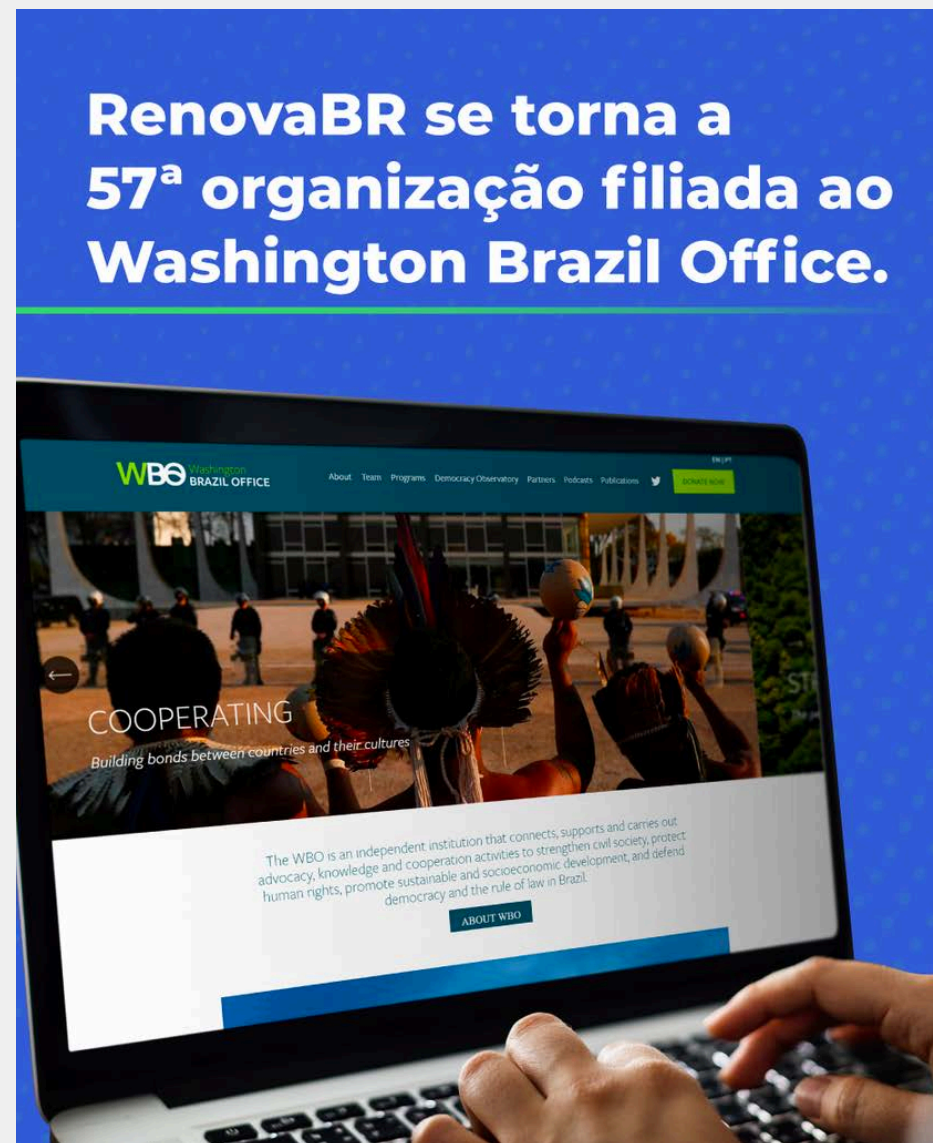 RenovaBR se torna a
57ª organização filiada ao
Washington Brazil Office.
EN | PT
WBO Washington
BRAZIL OFFICE
About Team Programs Democracy Observatory Partners Podcasts Publications
DONATE NOW
COOPERATING
Building bonds between countries and their cultures
The WBO is an independent institution that connects, supports and carries out
advocacy, knowledge and cooperation activities to strengthen civil society, protect
human rights, promote sustainable and socioeconomic development, and defend
democracy and the rule of law in Brazil.
ABOUT WBO